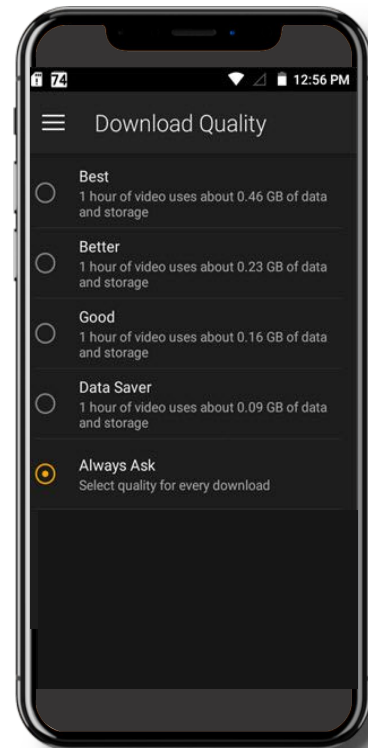 74 12:56 PM
Download Quality
Best
1 hour of video uses about 0.46 GB of data
and storage
Better
1 hour of video uses about 0.23 GB of data
and storage
Good
1 hour of video uses about 0.16 GB of data
and storage
Data Saver
1 hour of video uses about 0.09 GB of data
and storage
Always Ask
Select quality for every download